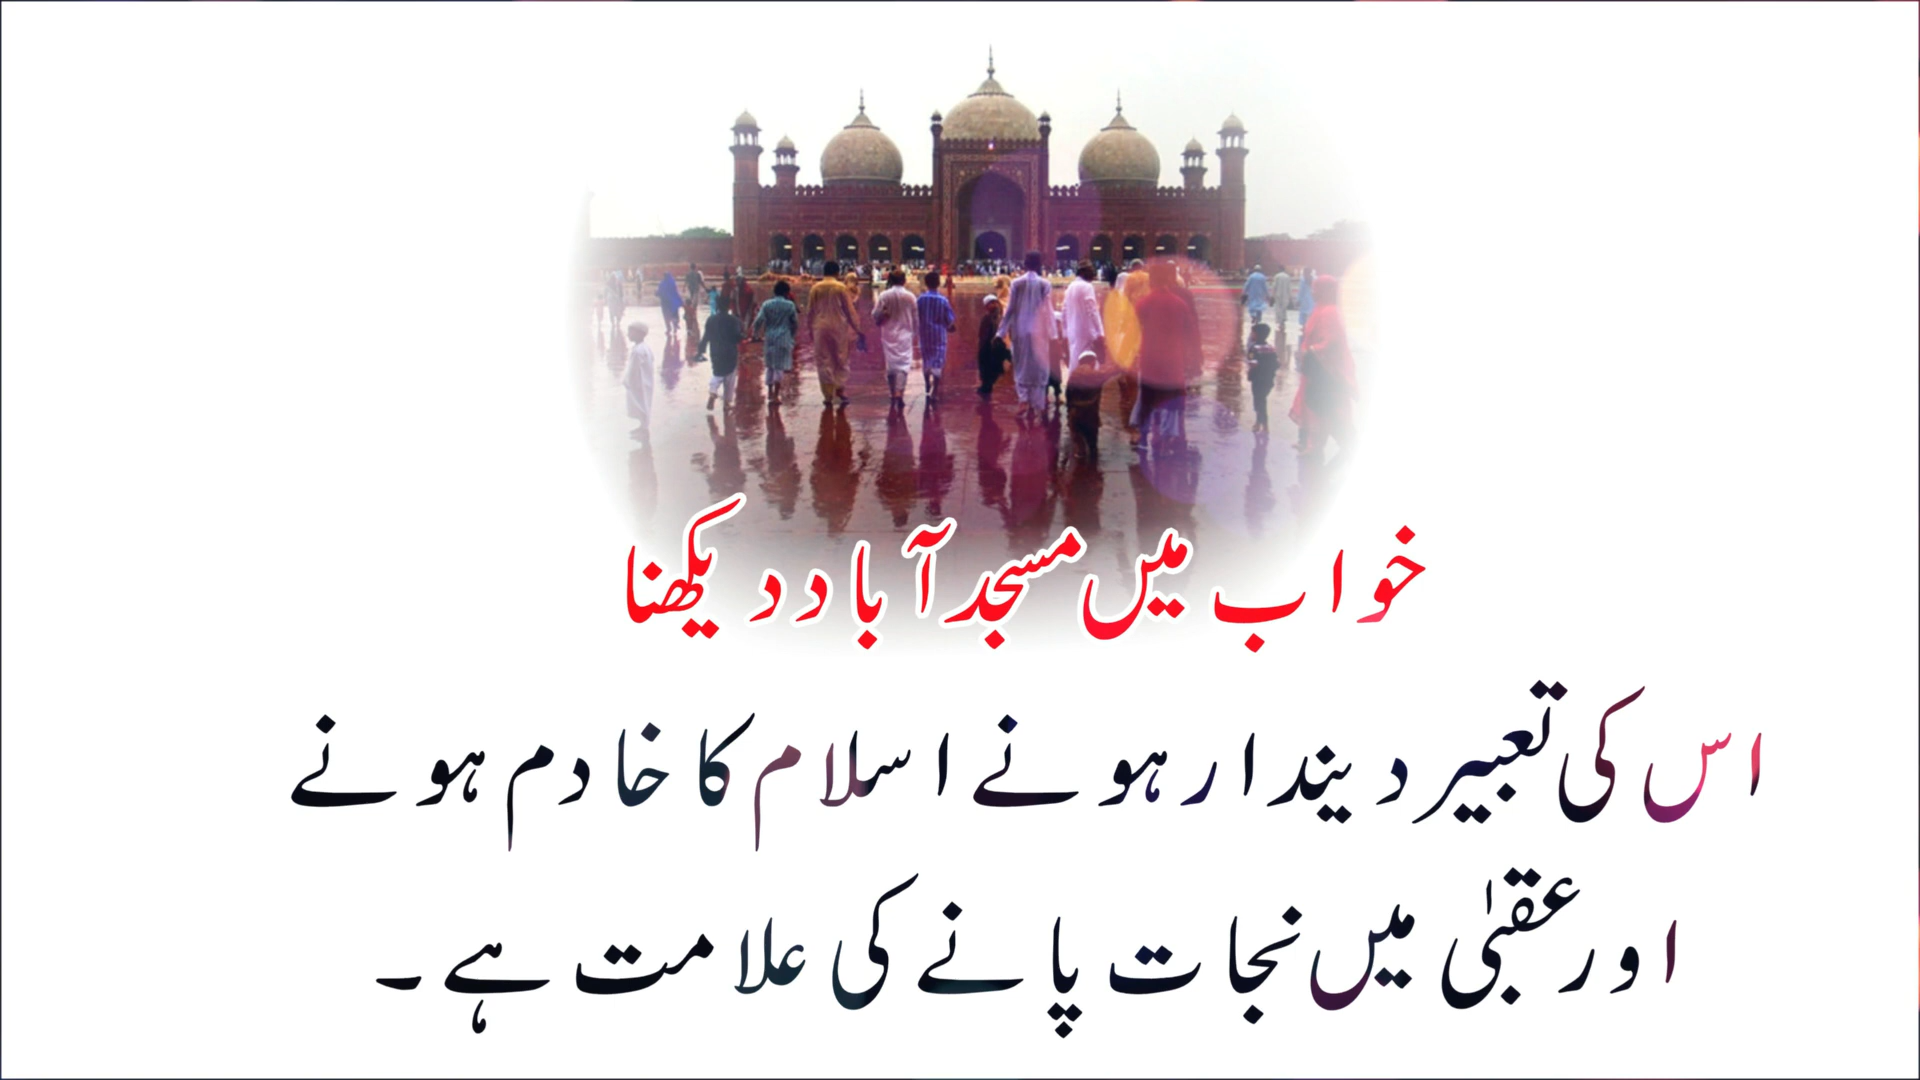 خواب میں مسجد آباد دیکھنا
اس کی تعبیر دیندار ہونے اسلام کا خادم ہونے
اور عقبیٰ میں نجات پانے کی علامت ہے۔